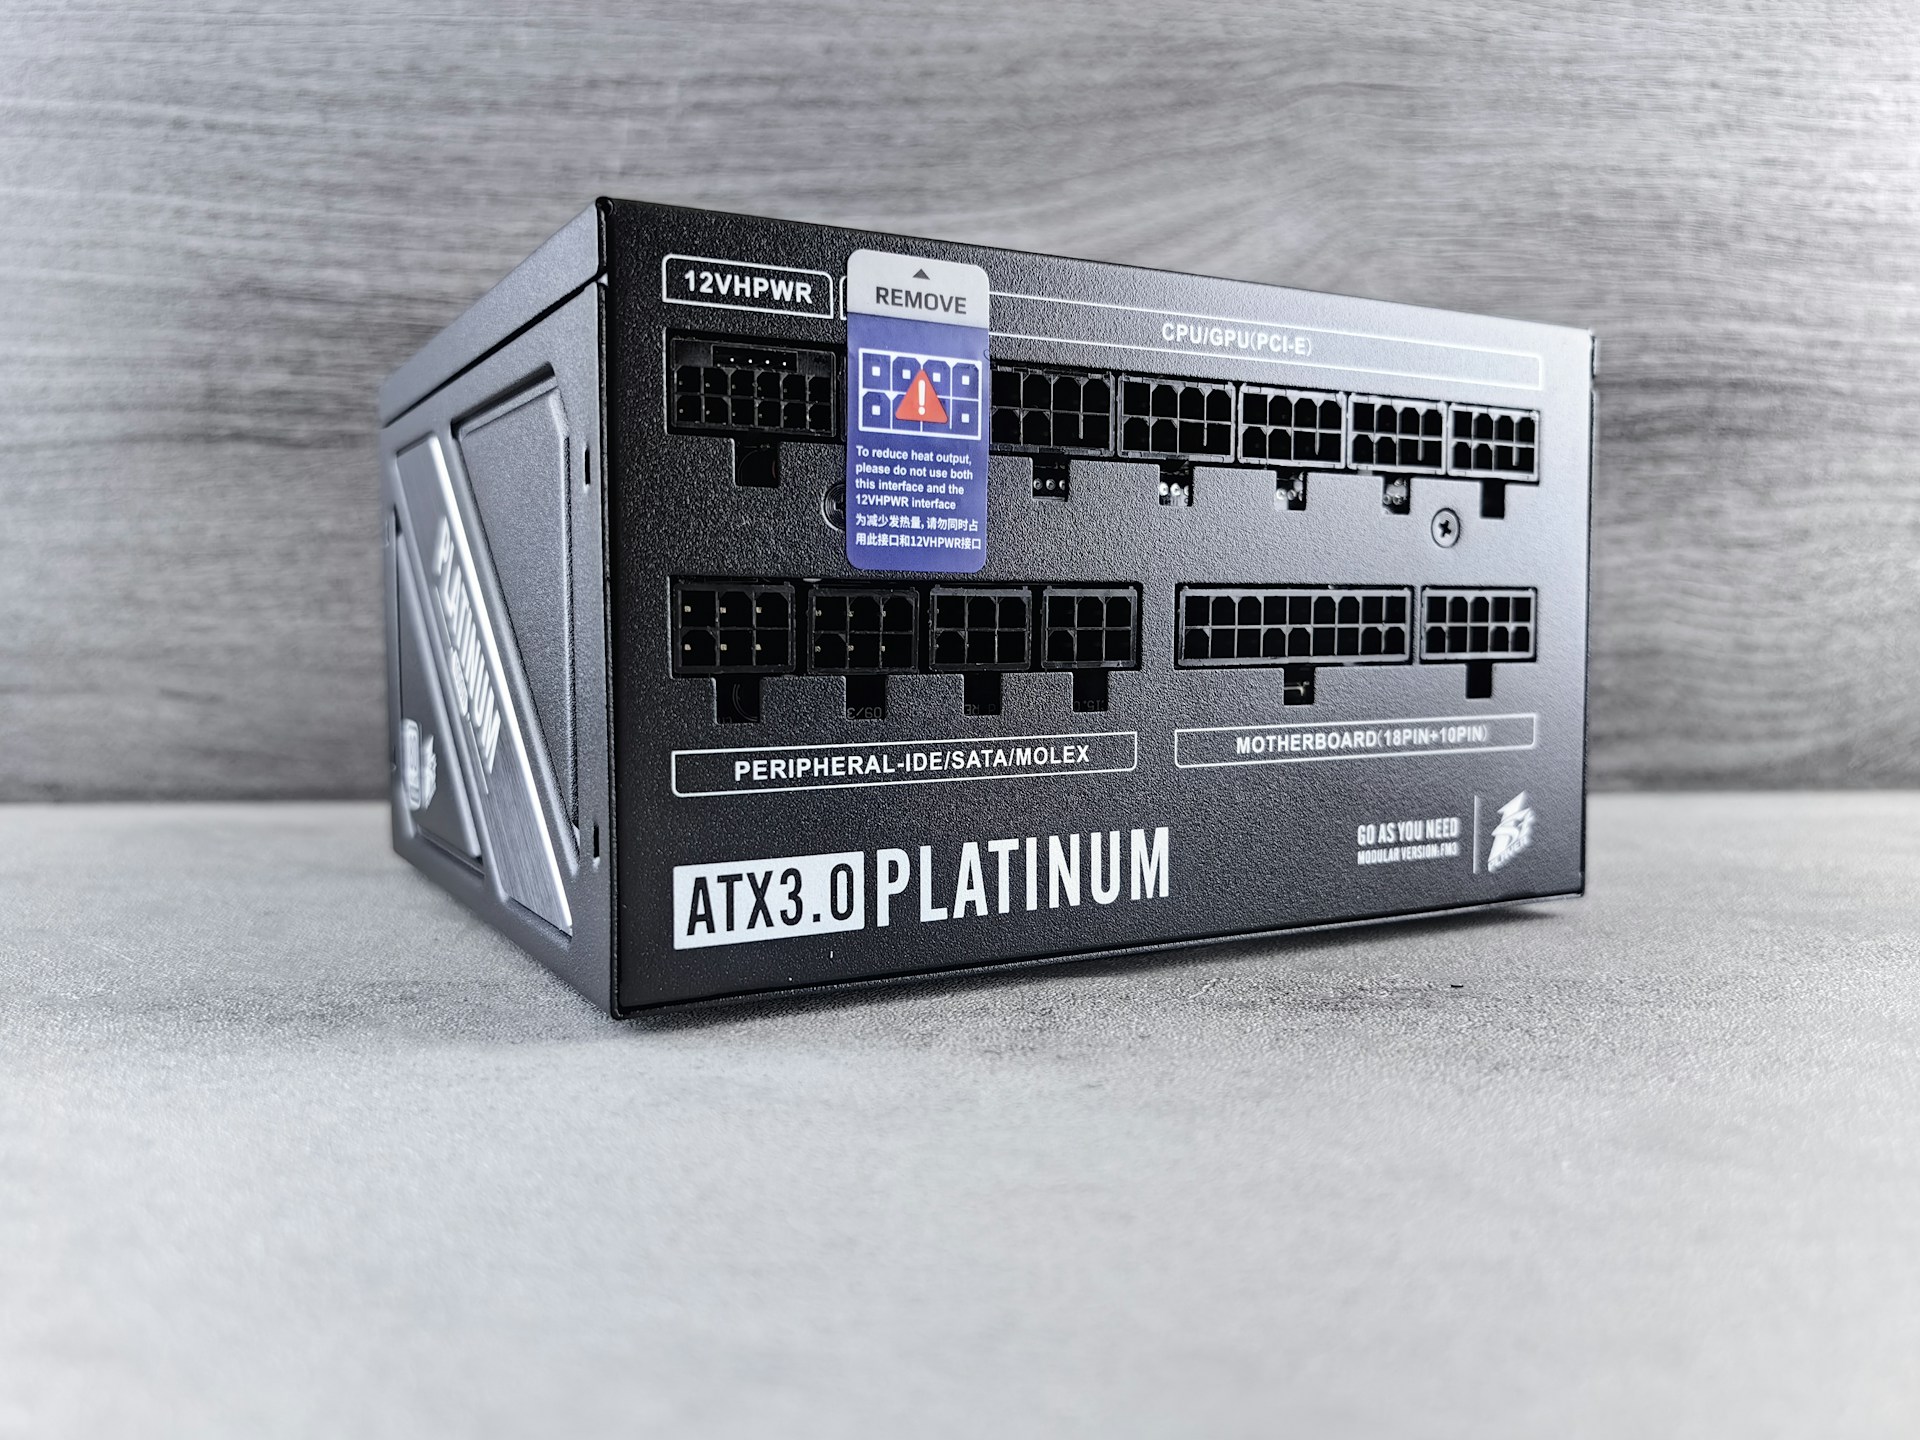 12VHPWR
REMOVE
CPU/GPU(PCI-E)
To reduce heat output,
please do not use both
this interface and the
12VHPWR interface
为减少发热量,请勿同时占
用此接口和12VHPWR接口
PERIPHERAL-IDE/SATA/MOLEX
MOTHERBOARD(18PIN+10PIN)
ATX3.0 PLATINUM
GO AS YOU NEED
MODULAR VERSION:FM3
PLATINUM